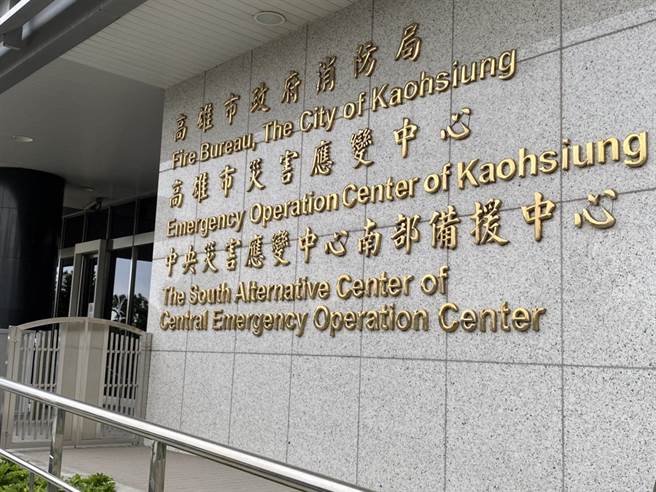 高雄市政府消防局
Fire Bureau, The City of Kaohsiung
高雄市災害應變中心
Emergency Operation Center of Kaohsiung
中央災害應變中心南部備援中心
The South Alternative Center of
Central Emergency Operation Center